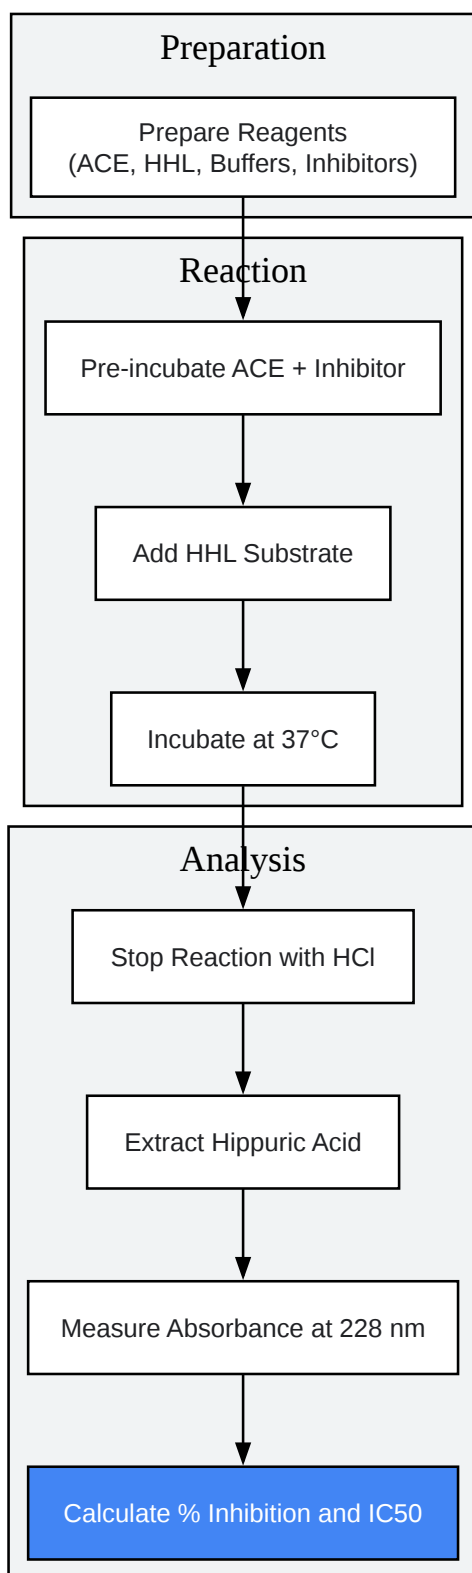 Preparation
Prepare Reagents
(ACE, HHL, Buffers, Inhibitors)
Reaction
Pre-incubate ACE + Inhibitor
Add HHL Substrate
Incubate at 37°C
Analysis
Stop Reaction with HCl
Extract Hippuric Acid
Measure Absorbance at 228 nm
Calculate % Inhibition and IC50